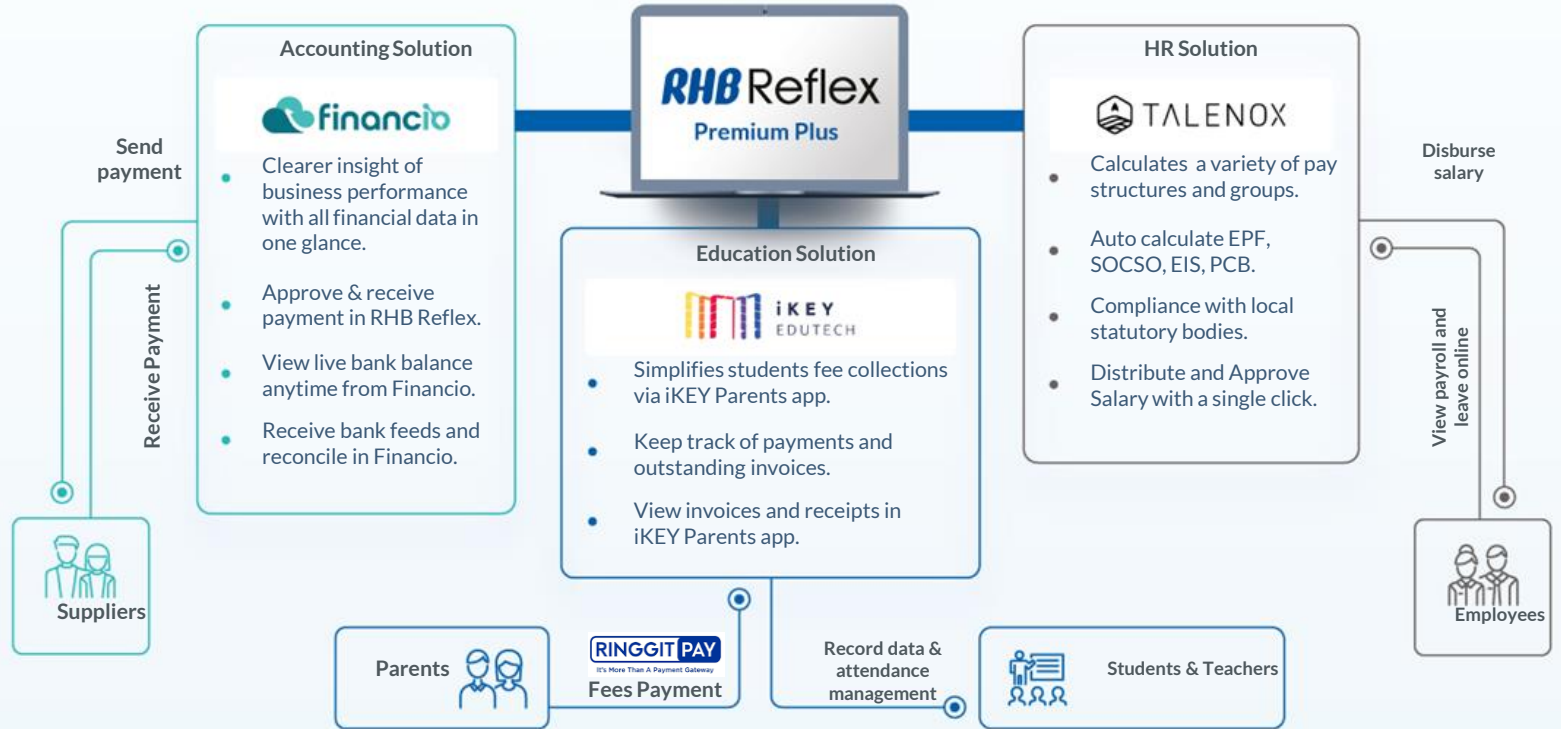 Accounting Solution
financio
Clearer insight of
business performance
with all financial data in
one glance.
Approve & receive
payment in RHB Reflex.
View live bank balance
anytime from Financio.
Receive bank feeds and
reconcile in Financio.
Send
payment
Receive Payment
Suppliers
RHB Reflex
Premium Plus
Education Solution
iKEY
EDUTECH
Simplifies students fee collections
via iKEY Parents app.
Keep track of payments and
outstanding invoices.
View invoices and receipts in
iKEY Parents app.
HR Solution
TALENOX
Calculates a variety of pay
structures and groups.
Auto calculate EPF,
SOCSO, EIS, PCB.
Compliance with local
statutory bodies.
Distribute and Approve
Salary with a single click.
Disburse
salary
View payroll and
leave online
Employees
Parents
RINGGIT PAY
It's More Than A Payment Gateway
Fees Payment
Record data &
attendance
management
Students & Teachers